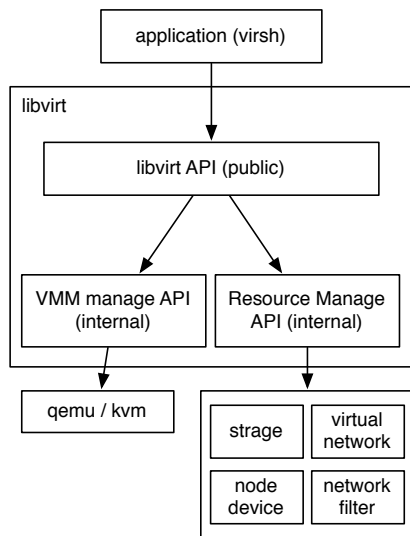 application (virsh)
libvirt
libvirt API (public)
VMM manage API
(internal)
Resource Manage
API (internal)
qemu / kvm
strage
virtual
network
node
device
network
filter